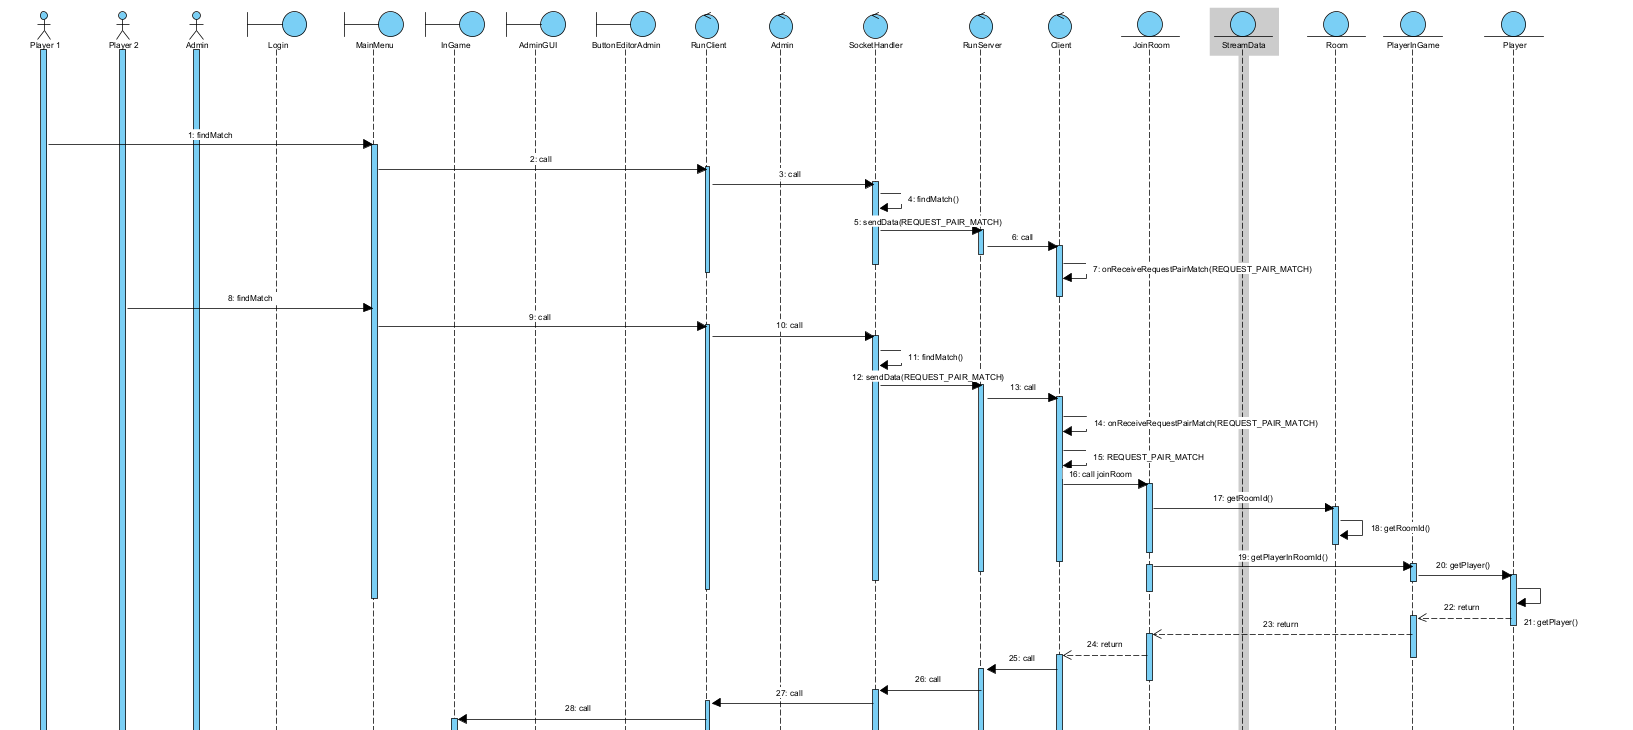 Player 1
Player 2
Admin
Login
MainMenu
InGame
AdminGUI
ButtonEditorAdmin
RunClient
Admin
SocketHandler
RunServer
Client
JoinRoom
StreamData
Room
PlayerInGame
Player
1: findMatch
2: call
3: call
4: findMatch()
5: sendData(REQUEST_PAIR_MATCH)
6: call
7: onReceiveRequestPairMatch(REQUEST_PAIR_MATCH)
8: findMatch
9: call
10: call
11: findMatch()
12: sendData(REQUEST_PAIR_MATCH)
13: call
14: onReceiveRequestPairMatch(REQUEST_PAIR_MATCH)
15: REQUEST_PAIR_MATCH
16: call joinRoom
17: getRoomId()
18: getRoomId()
19: getPlayerInRoomId()
20: getPlayer()
22: return
21: getPlayer()
23: return
24: return
25: call
26: call
27: call
28: call